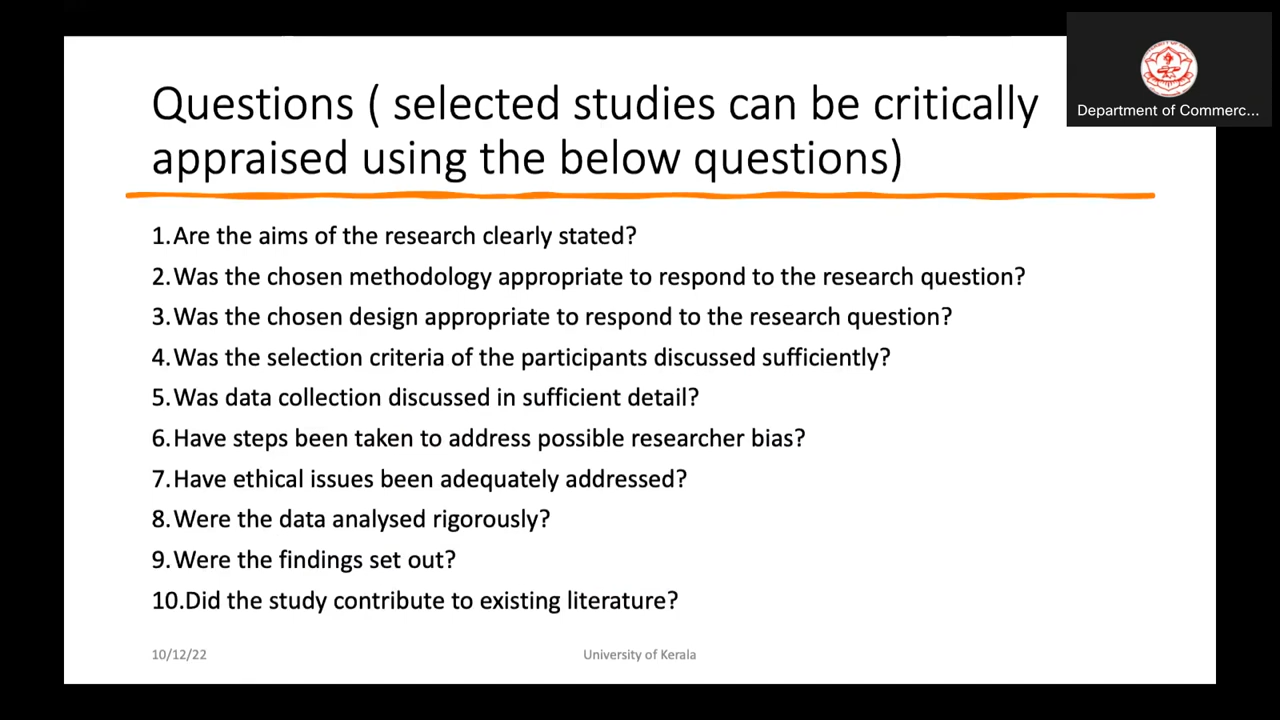 Questions ( selected studies can be critically
appraised using the below questions)
Department of Commerc...
1.Are the aims of the research clearly stated?
2.Was the chosen methodology appropriate to respond to the research question?
3.Was the chosen design appropriate to respond to the research question?
4.Was the selection criteria of the participants discussed sufficiently?
5.Was data collection discussed in sufficient detail?
6.Have steps been taken to address possible researcher bias?
7.Have ethical issues been adequately addressed?
8.Were the data analysed rigorously?
9.Were the findings set out?
10.Did the study contribute to existing literature?
10/12/22
University of Kerala